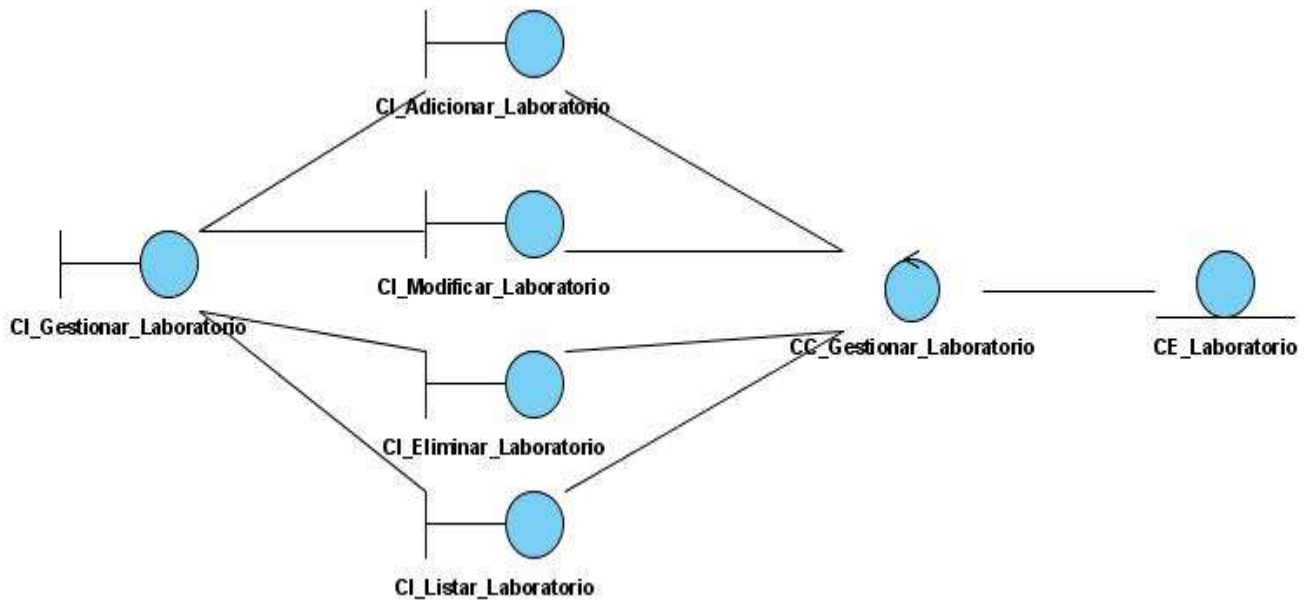 CI_Adicionar_Laboratorio
CI_Modificar_Laboratorio
CI_Gestionar_Laboratorio
CC_Gestionar_Laboratorio
CE_Laboratorio
CI_Eliminar_Laboratorio
CI_Listar_Laboratorio